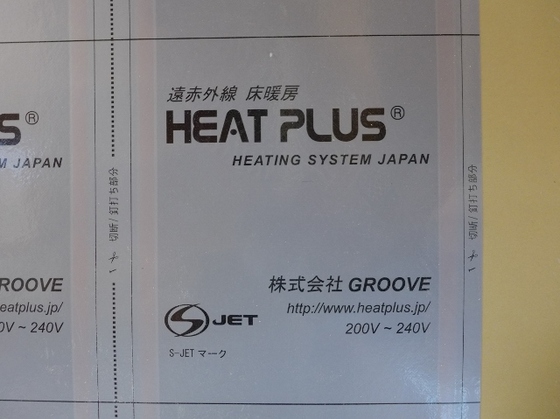 遠赤外線 床暖房
HEAT PLUS®
HEATING SYSTEM JAPAN
株式会社 GROOVE
http://www.heatplus.jp/
200V ~ 240V
S JET
S-JET マーク
S®
M JAPAN
ROOVE
eatplus.jp/
0V ~ 240V
切断/釘打ち部分
切断/釘打ち部分